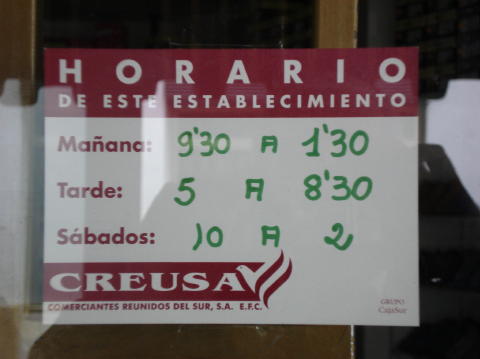 HORARIO
DE ESTE ESTABLECIMIENTO
Mañana: 9'30 A 1'30
Tarde: 5 A 8'30
Sábados: 10 A 2
CREUSA
COMERCIANTES REUNIDOS DEL SUR, S.A. E.F.C.
GRUPO
CajaSur